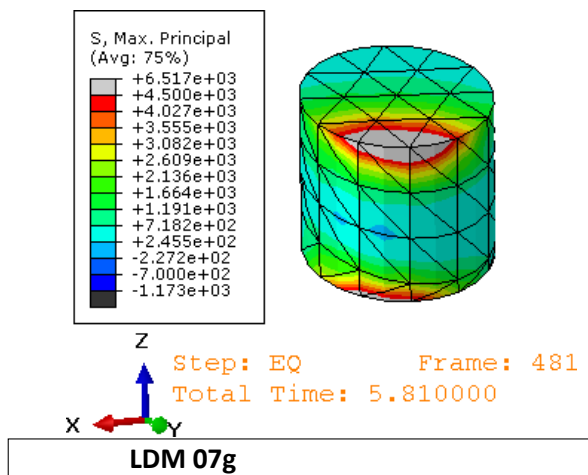 S, Max. Principal
(Avg: 75%)
+6.517e+03
+4.500e+03
+4.027e+03
+3.555e+03
+3.082e+03
+2.609e+03
+2.136e+03
+1.664e+03
+1.191e+03
+7.182e+02
+2.455e+02
-2.272e+02
-7.000e+02
-1.173e+03
Z
X
Y
Step: EQ Frame: 481
Total Time: 5.810000
LDM 07g